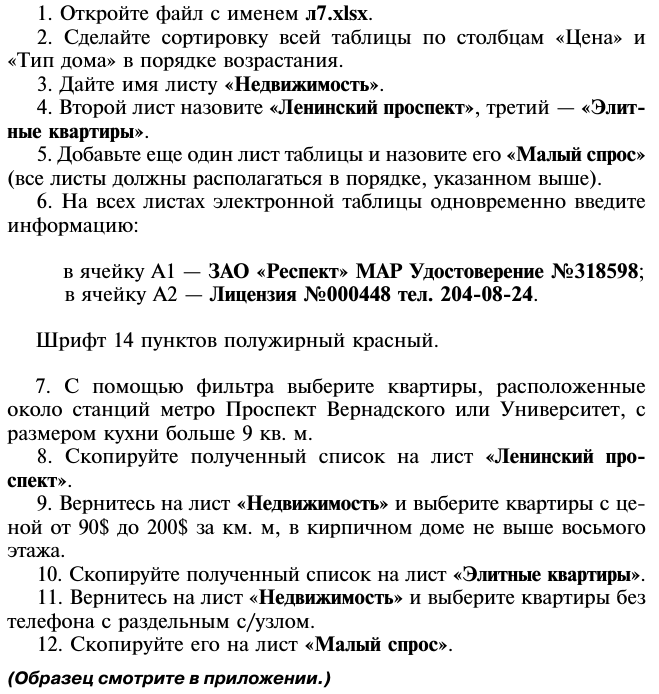 1. Откройте файл с именем л7.xlsx.
2. Сделайте сортировку всей таблицы по столбцам «Цена» и
«Тип дома» в порядке возрастания.
3. Дайте имя листу «Недвижимость».
4. Второй лист назовите «Ленинский проспект», третий — «Элит-
ные квартиры».
5. Добавьте еще один лист таблицы и назовите его «Малый спрос»
(все листы должны располагаться в порядке, указанном выше).
6. На всех листах электронной таблицы одновременно введите
информацию:
в ячейку А1 — ЗАО «Респект» МАР Удостоверение №318598;
в ячейку А2 — Лицензия №000448 тел. 204-08-24.
Шрифт 14 пунктов полужирный красный.
7. С помощью фильтра выберите квартиры, расположенные
около станций метро Проспект Вернадского или Университет, с
размером кухни больше 9 кв. м.
8. Скопируйте полученный список на лист «Ленинский про-
спект».
9. Вернитесь на лист «Недвижимость» и выберите квартиры с це-
ной от 90$ до 200$ за км. м, в кирпичном доме не выше восьмого
этажа.
10. Скопируйте полученный список на лист «Элитные квартиры».
11. Вернитесь на лист «Недвижимость» и выберите квартиры без
телефона с раздельным с/узлом.
12. Скопируйте его на лист «Малый спрос».
(Образец смотрите в приложении.)